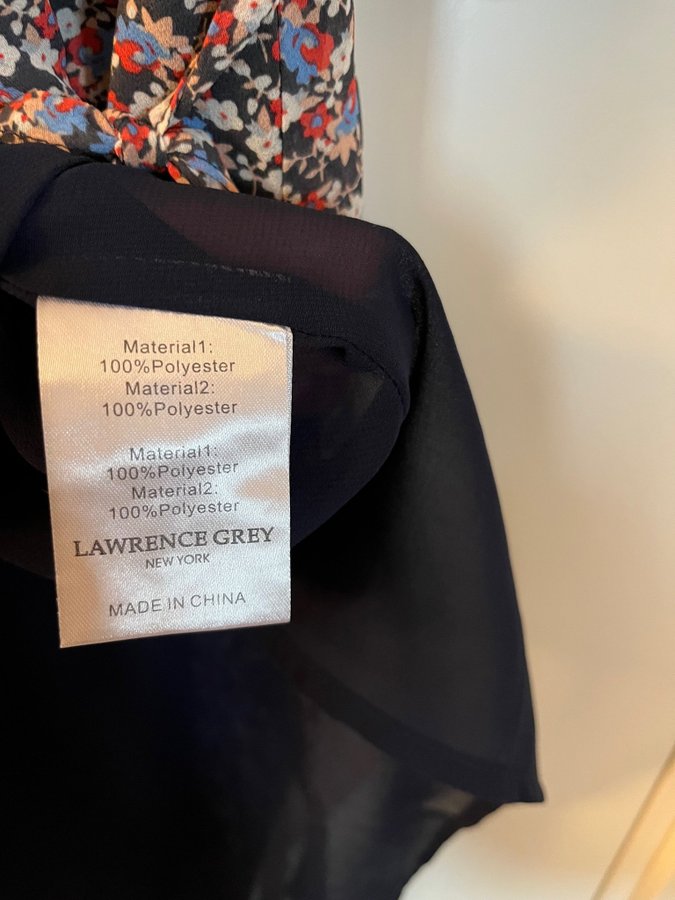 Material1:
100%Polyester
Material2:
100%Polyester
Material1:
100%Polyester
Material2:
100%Polyester
LAWRENCE GREY
NEW YORK
MADE IN CHINA